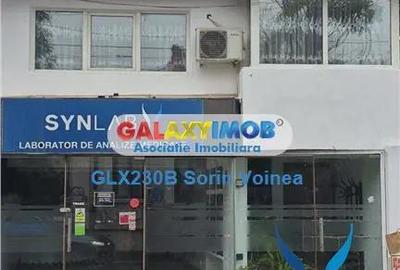 SYNLAB
LABORATOR DE ANALIZE
GALAXYIMOB®
Asociatie Imobiliara
GLX230B Sorin Voinea